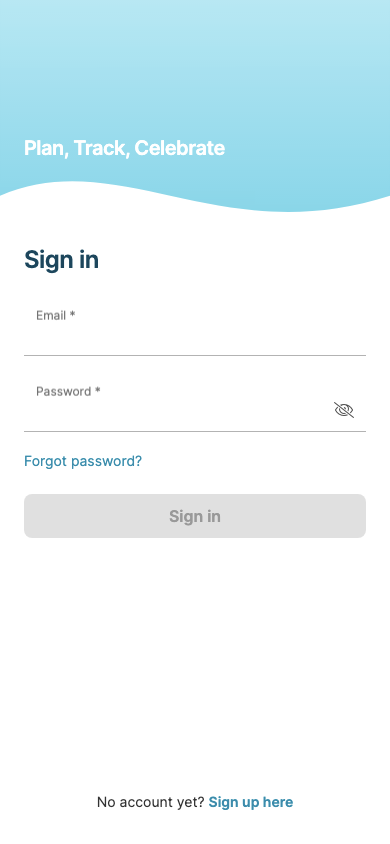 Plan, Track, Celebrate
Sign in
Email *
Password *
Forgot password?
Sign in
No account yet? Sign up here